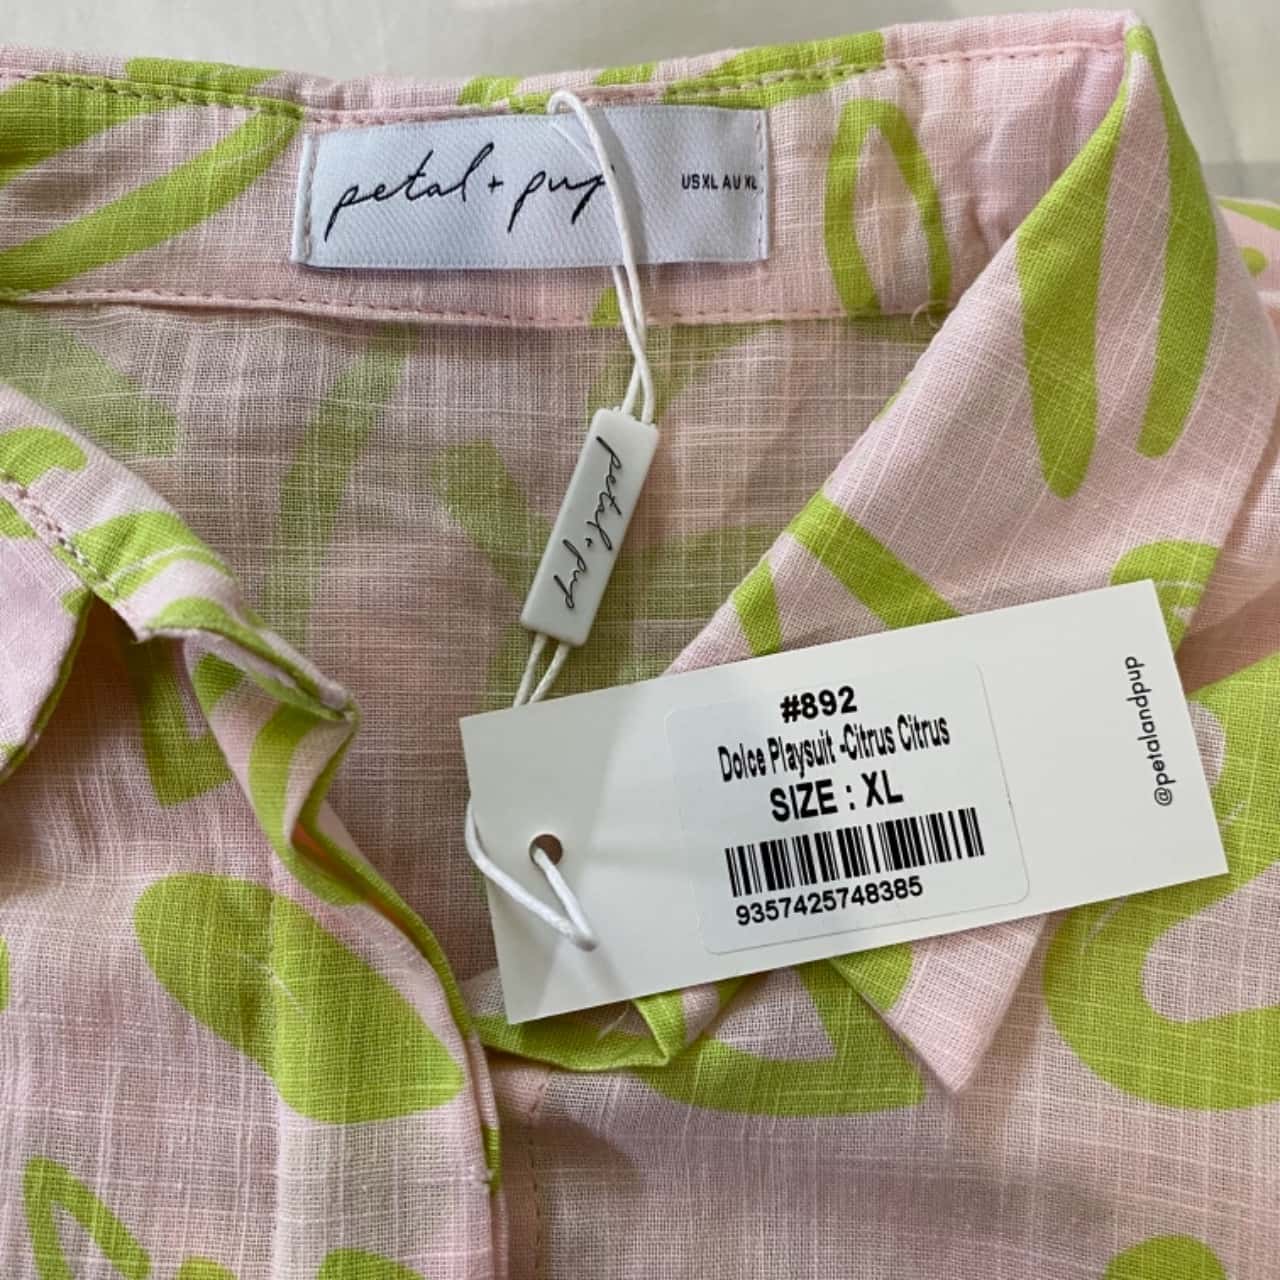 petal + pup
US XL AU XL
petal + pup
#892
Dolce Playsuit -Citrus Citrus
SIZE : XL
9357425748385
@petalandpup